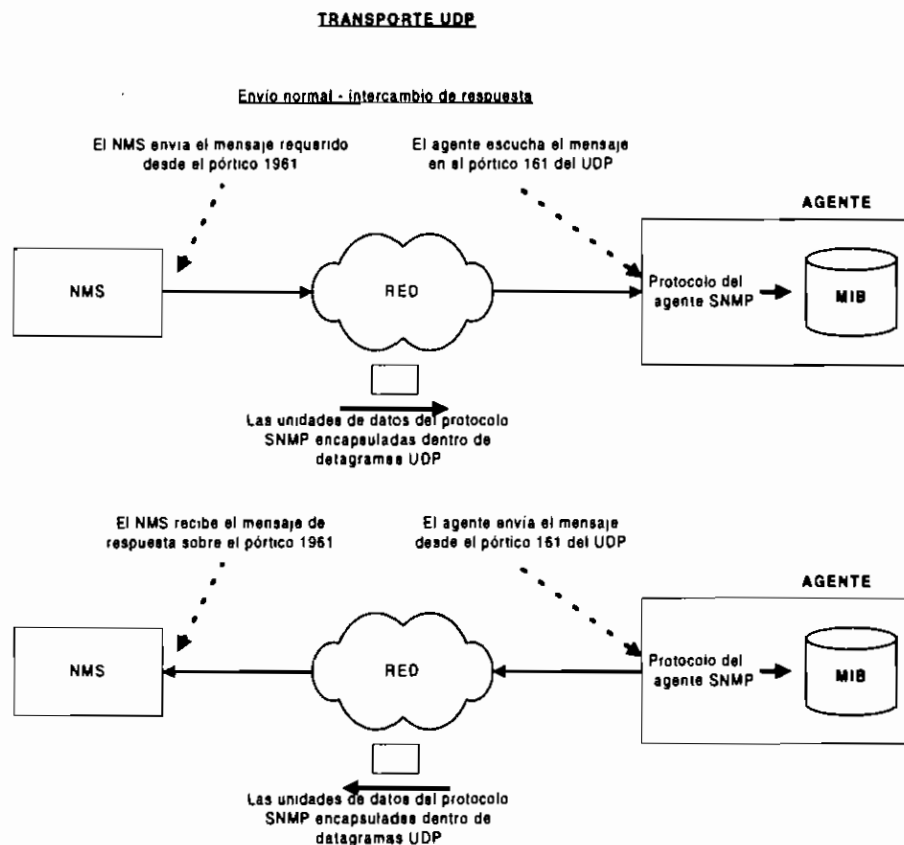 TRANSPORTE UDP
Envío normal - intercambio de respuesta
El NMS envía el mensaje requerido
desde el pórtico 1961
El agente escucha el mensaje
en el pórtico 161 del UDP
AGENTE
NMS
RED
Protocolo del
agente SNMP
MIB
Las unidades de datos del protocolo
SNMP encapsuladas dentro de
datagramas UDP
El NMS recibe el mensaje de
respuesta sobre el pórtico 1961
El agente envía el mensaje
desde el pórtico 161 del UDP
AGENTE
NMS
RED
Protocolo del
agente SNMP
MIB
Las unidades de datos del protocolo
SNMP encapsuladas dentro de
datagramas UDP